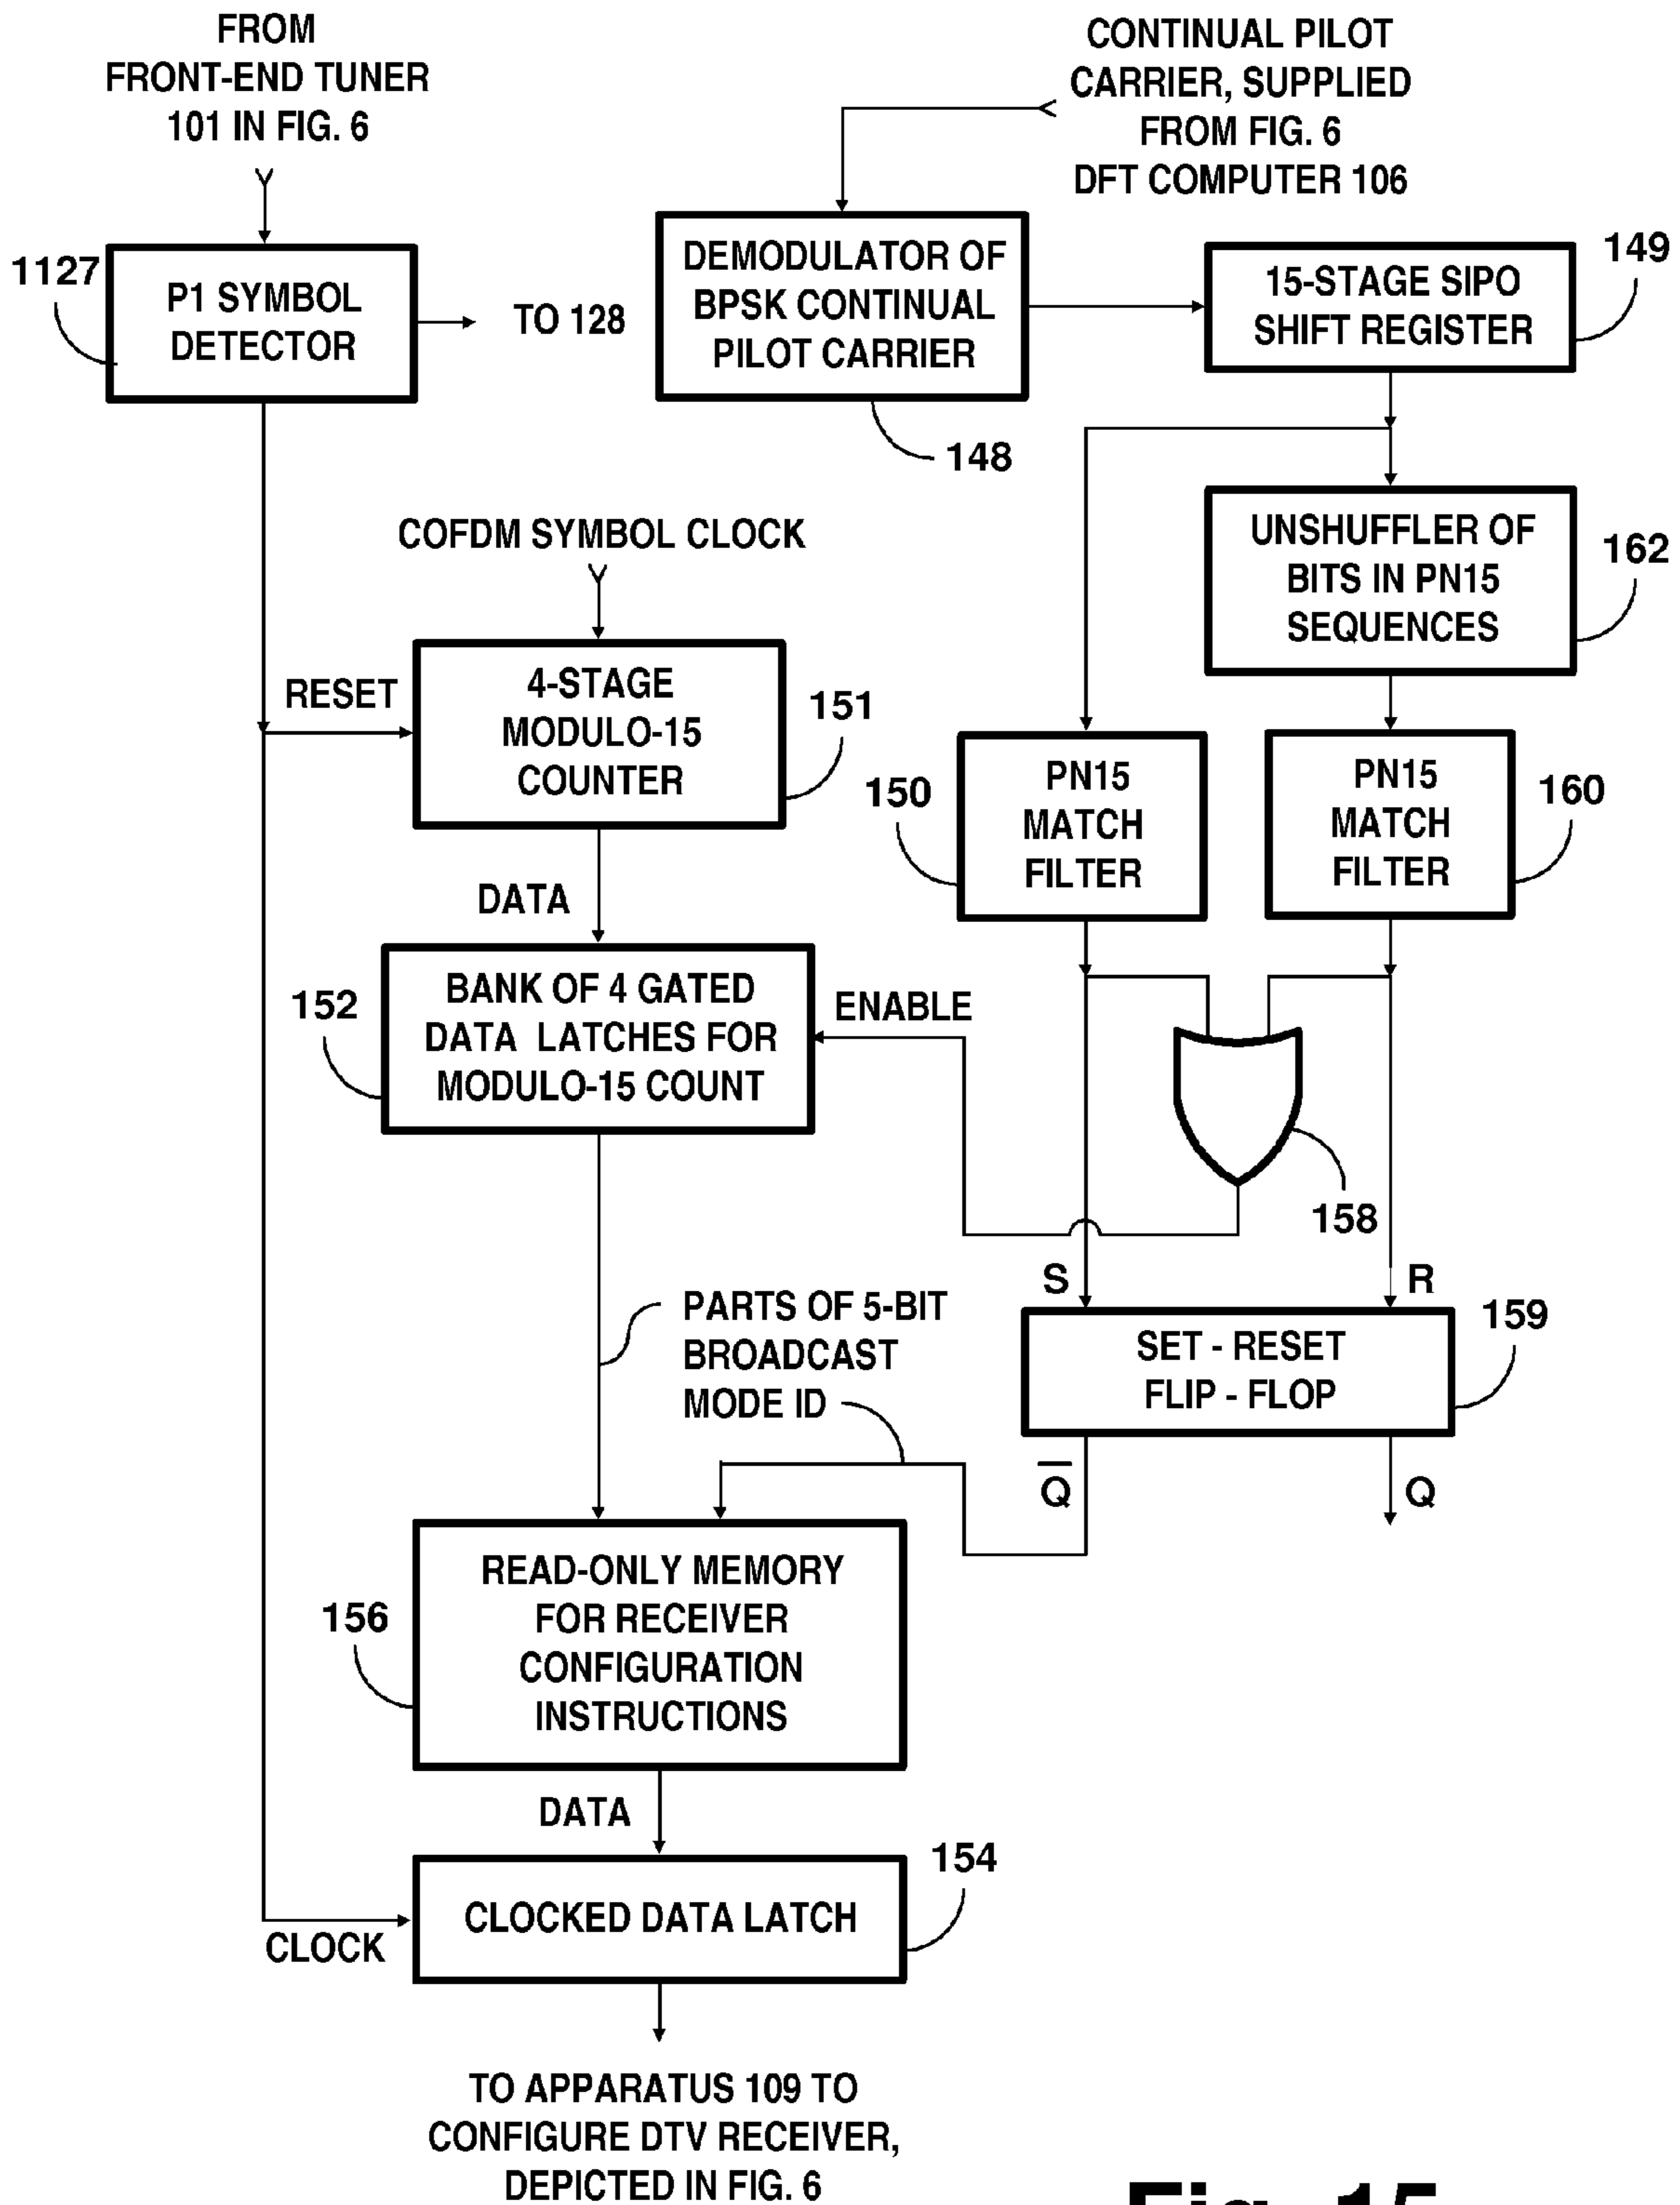 FROM
FRONT-END TUNER
101 IN FIG. 6
CONTINUAL PILOT
CARRIER, SUPPLIED
FROM FIG. 6
DFT COMPUTER 106
1127
P1 SYMBOL
DETECTOR
TO 128
DEMODULATOR OF
BPSK CONTINUAL
PILOT CARRIER
148
15-STAGE SIPO
SHIFT REGISTER
149
UNSHUFFLER OF
BITS IN PN15
SEQUENCES
162
COFDM SYMBOL CLOCK
RESET
4-STAGE
MODULO-15
COUNTER
151
150
PN15
MATCH
FILTER
PN15
MATCH
FILTER
160
DATA
152
BANK OF 4 GATED
DATA LATCHES FOR
MODULO-15 COUNT
ENABLE
158
S
R
PARTS OF 5-BIT
BROADCAST
MODE ID
SET - RESET
FLIP - FLOP
159
Q
Q
156
READ-ONLY MEMORY
FOR RECEIVER
CONFIGURATION
INSTRUCTIONS
DATA
154
CLOCKED DATA LATCH
CLOCK
TO APPARATUS 109 TO
CONFIGURE DTV RECEIVER,
DEPICTED IN FIG. 6
Fig. 15